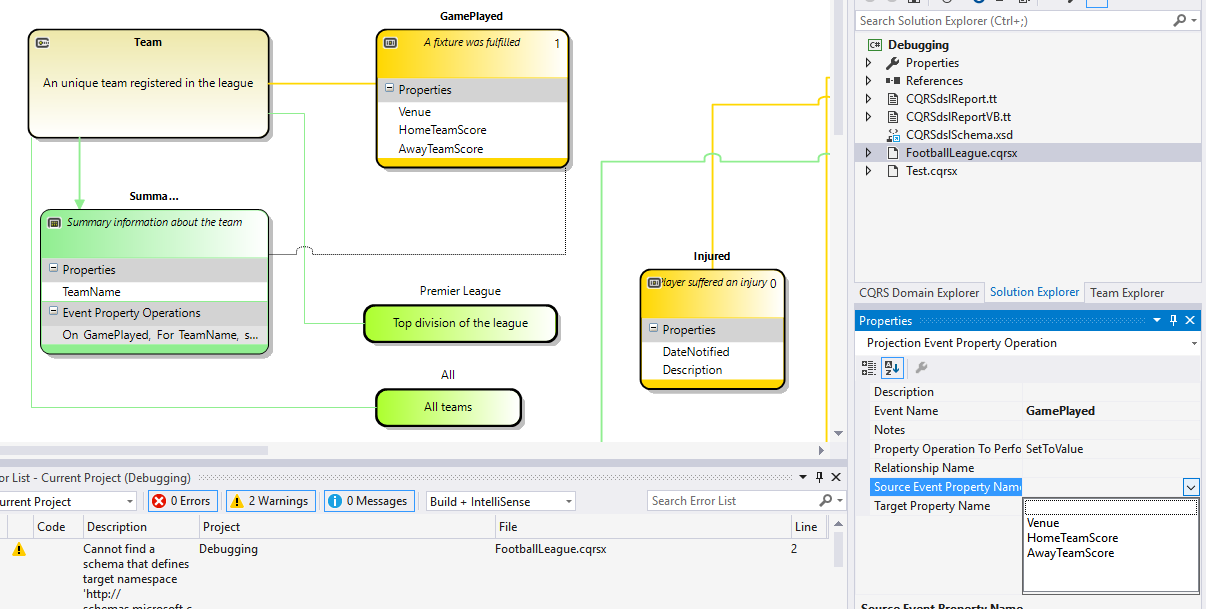 GamePlayed
Team
An unique team registered in the league
A fixture was fulfilled
1
Properties
Venue
HomeTeamScore
AwayTeamScore
Summa...
Summary information about the team
Properties
TeamName
Event Property Operations
On GamePlayed, For TeamName, s...
Premier League
Top division of the league
All
All teams
Injured
layer suffered an injury 0
Properties
DateNotified
Description
Search Solution Explorer (Ctrl+;)
C# Debugging
Properties
References
CQRSdslReport.tt
CQRSdslReportVB.tt
CQRSdslSchema.xsd
FootballLeague.cqrsx
Test.cqrsx
CQRS Domain Explorer Solution Explorer Team Explorer
Properties
Projection Event Property Operation
Description
Event Name GamePlayed
Notes
Property Operation To Perfo SetToValue
Relationship Name
Source Event Property Name
Target Property Name
Venue
HomeTeamScore
AwayTeamScore
Source Event Property Name
or List - Current Project (Debugging)
urrent Project 0 Errors 2 Warnings 0 Messages Build + IntelliSense Search Error List
Code Description Project File Line
Cannot find a Debugging FootballLeague.cqrsx 2
schema that defines
target namespace
'http://
schemas.microsoft.c